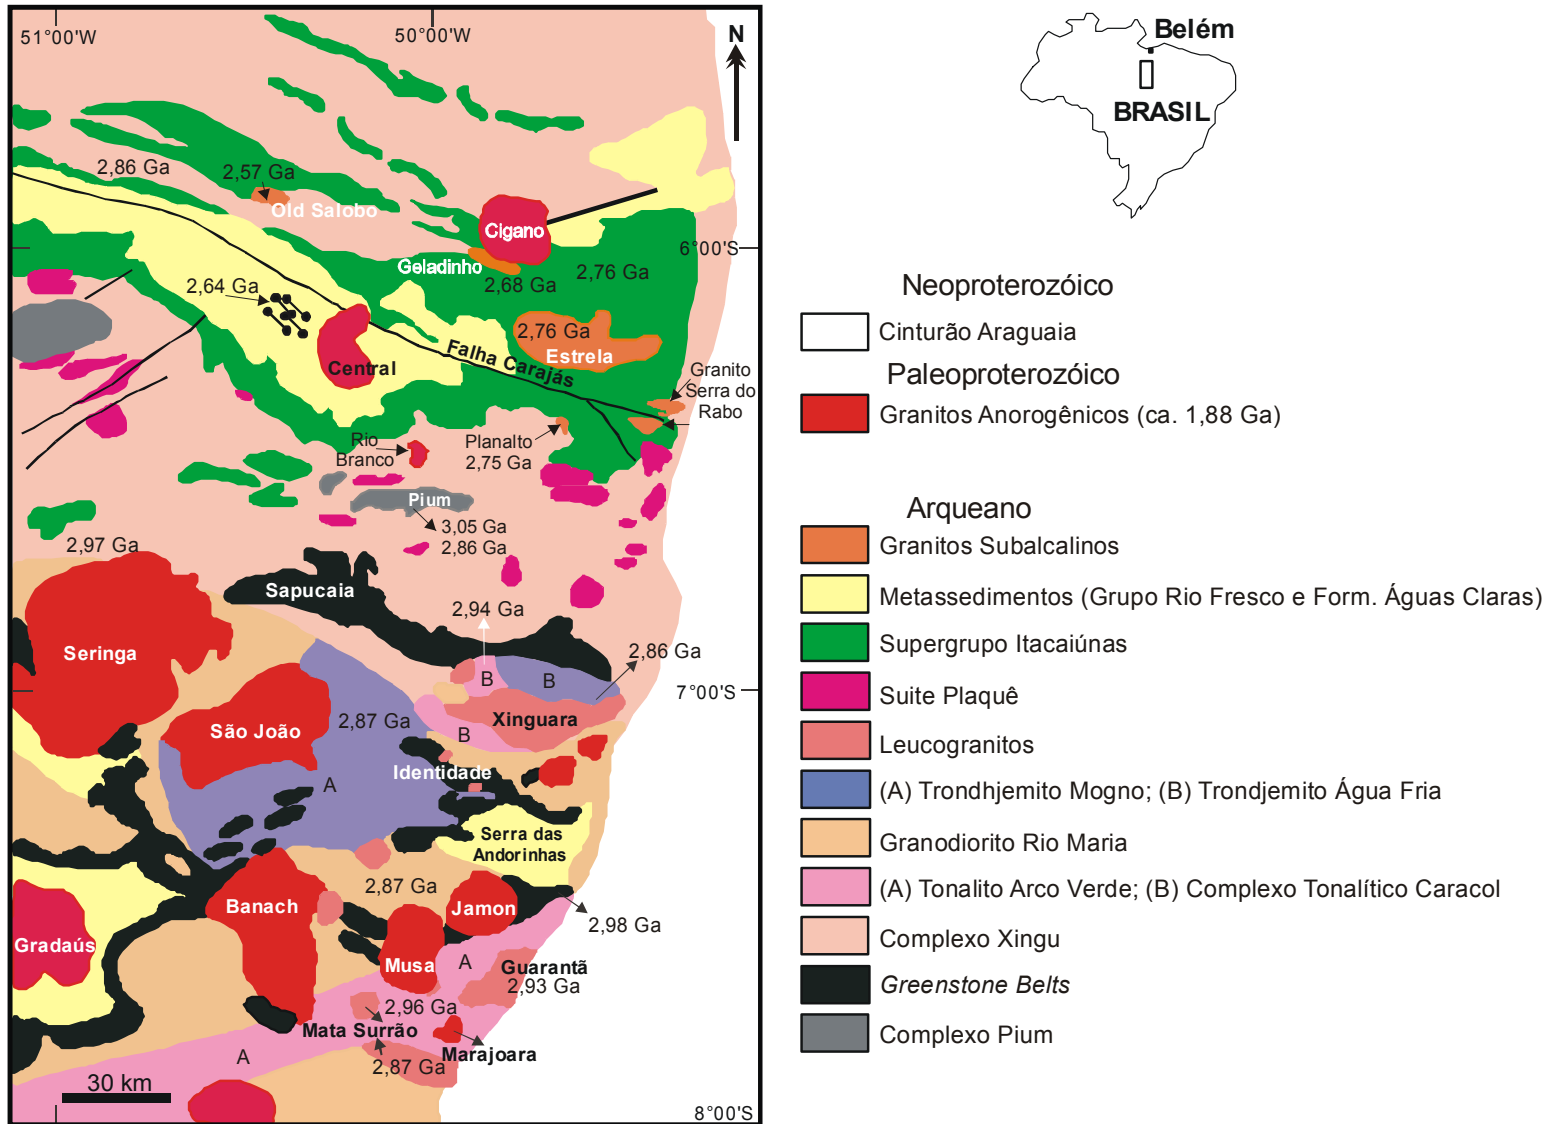 51°00'W
50°00'W
N
2,86 Ga
2,57 Ga
Old Salobo
Cigano
6°00'S
Geladinho
2,68 Ga
2,76 Ga
2,64 Ga
2,76 Ga
Estrela
Central
Falha Carajás
Granito
Serra do
Rabo
Rio
Branco
Planalto
2,75 Ga
Pium
3,05 Ga
2,86 Ga
2,97 Ga
Sapucaia
2,94 Ga
2,86 Ga
Seringa
B
B
7°00'S
Xinguara
São João
2,87 Ga
B
Identidade
A
Serra das
Andorinhas
2,87 Ga
Banach
Jamon
2,98 Ga
Gradaús
Musa
A
Guarantã
2,93 Ga
2,96 Ga
Mata Surrão
Marajoara
A
2,87 Ga
30 km
8°00'S
Belém
BRASIL
Neoproterozóico
Cinturão Araguaia
Paleoproterozóico
Granitos Anorogênicos (ca. 1,88 Ga)
Arqueano
Granitos Subalcalinos
Metassedimentos (Grupo Rio Fresco e Form. Águas Claras)
Supergrupo Itacaiúnas
Suite Plaquê
Leucogranitos
(A) Trondhjemito Mogno; (B) Trondjemito Água Fria
Granodiorito Rio Maria
(A) Tonalito Arco Verde; (B) Complexo Tonalítico Caracol
Complexo Xingu
Greenstone Belts
Complexo Pium